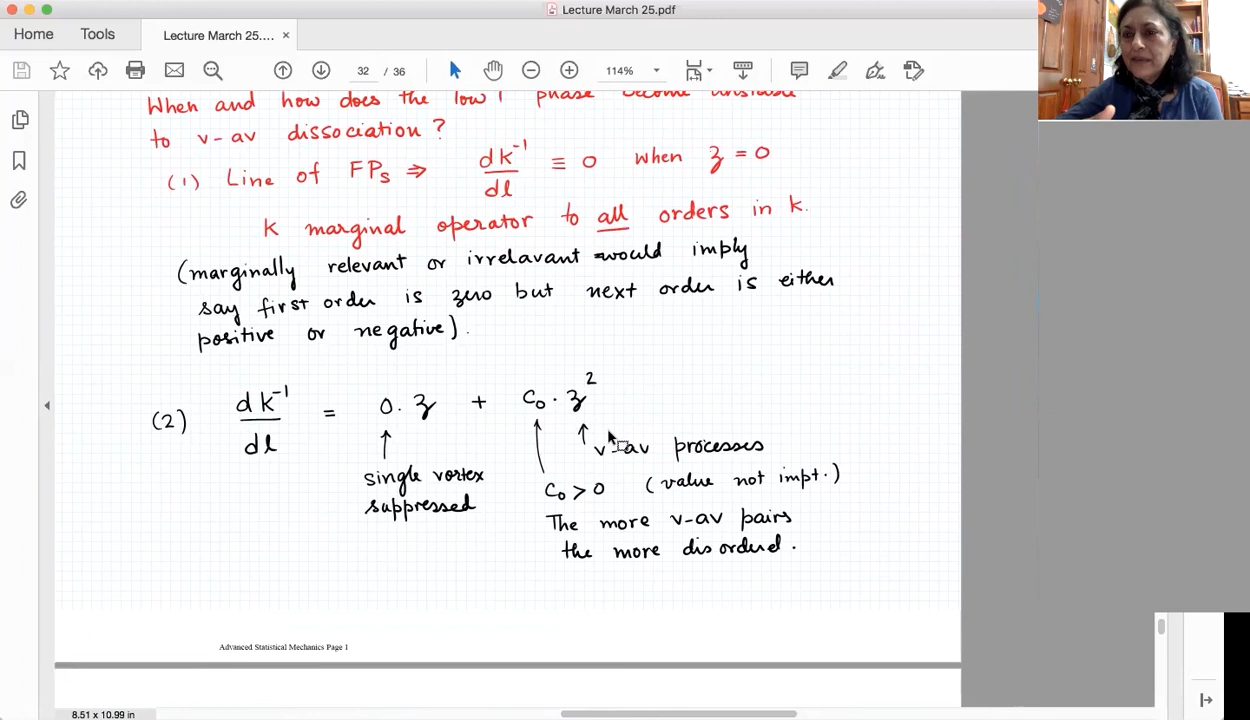 Lecture March 25.pdf
Home Tools Lecture March 25.... ×
32 / 36 114%
When and how does the low T phase become unstable
to v-av dissociation ?
(1) Line of FPs ⇒ dk⁻¹/dl ≡ 0 when z = 0
K marginal operator to all orders in k.
(marginally relevant or irrelavant would imply
say first order is zero but next order is either
positive or negative).
(2) dk⁻¹/dl = 0. z + C₀ . z²
v-av processes
single vortex
suppressed
C₀ > 0 (value not impt.)
The more v-av pairs
the more disordered.
Advanced Statistical Mechanics Page 1
8.51 x 10.99 in